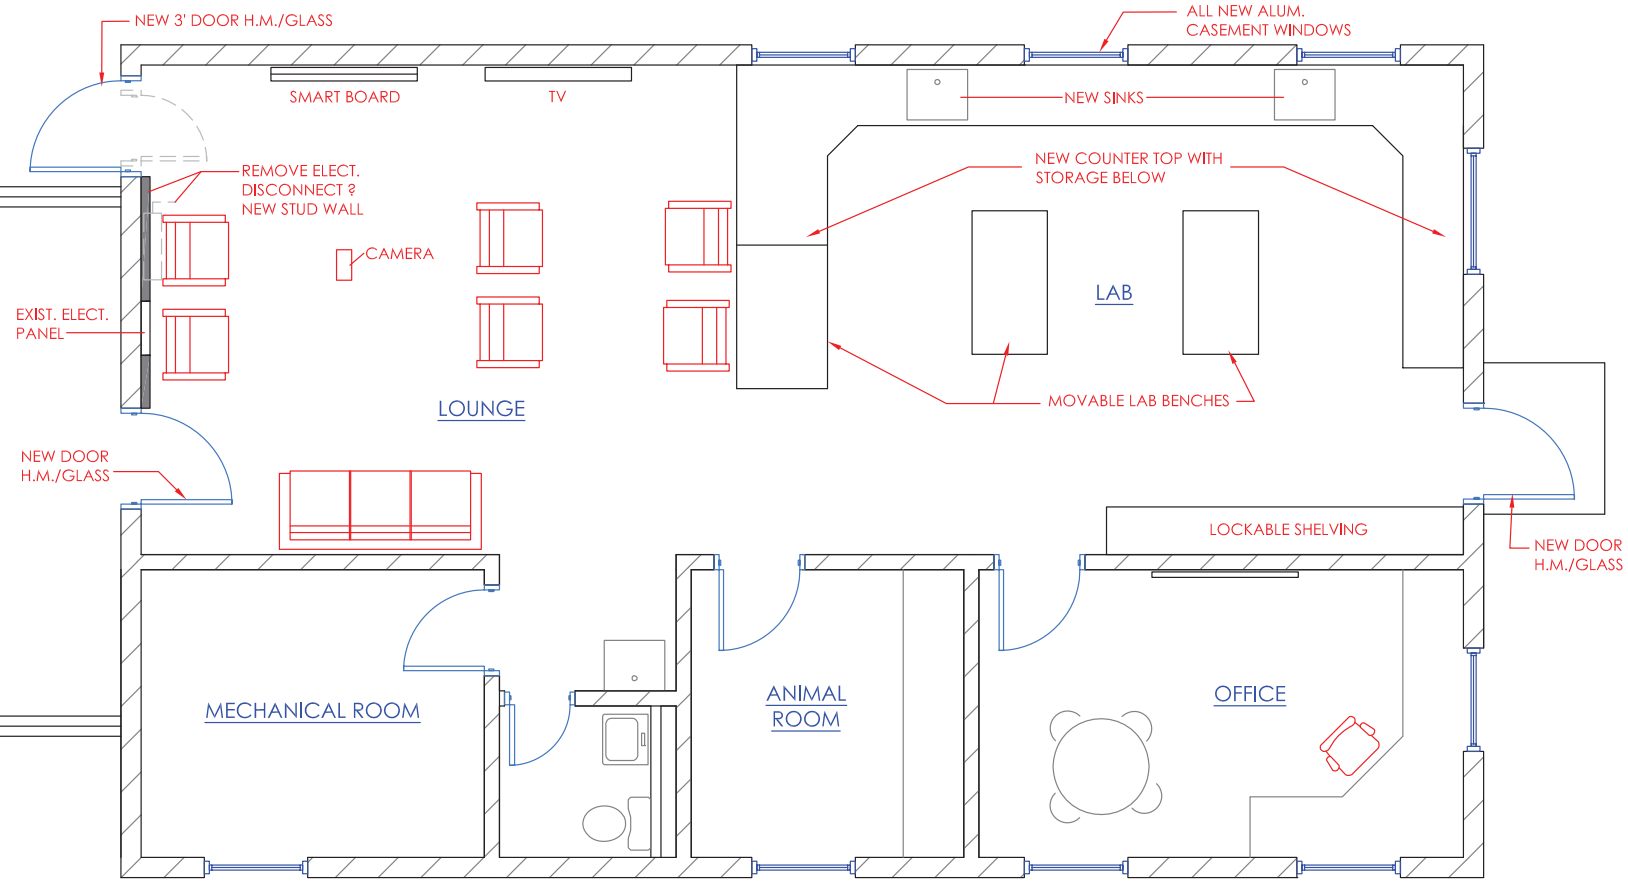 NEW 3' DOOR H.M./GLASS
ALL NEW ALUM.
CASEMENT WINDOWS
SMART BOARD
TV
NEW SINKS
REMOVE ELECT.
DISCONNECT ?
NEW STUD WALL
NEW COUNTER TOP WITH
STORAGE BELOW
CAMERA
LAB
EXIST. ELECT.
PANEL
LOUNGE
MOVABLE LAB BENCHES
NEW DOOR
H.M./GLASS
LOCKABLE SHELVING
NEW DOOR
H.M./GLASS
MECHANICAL ROOM
ANIMAL
ROOM
OFFICE